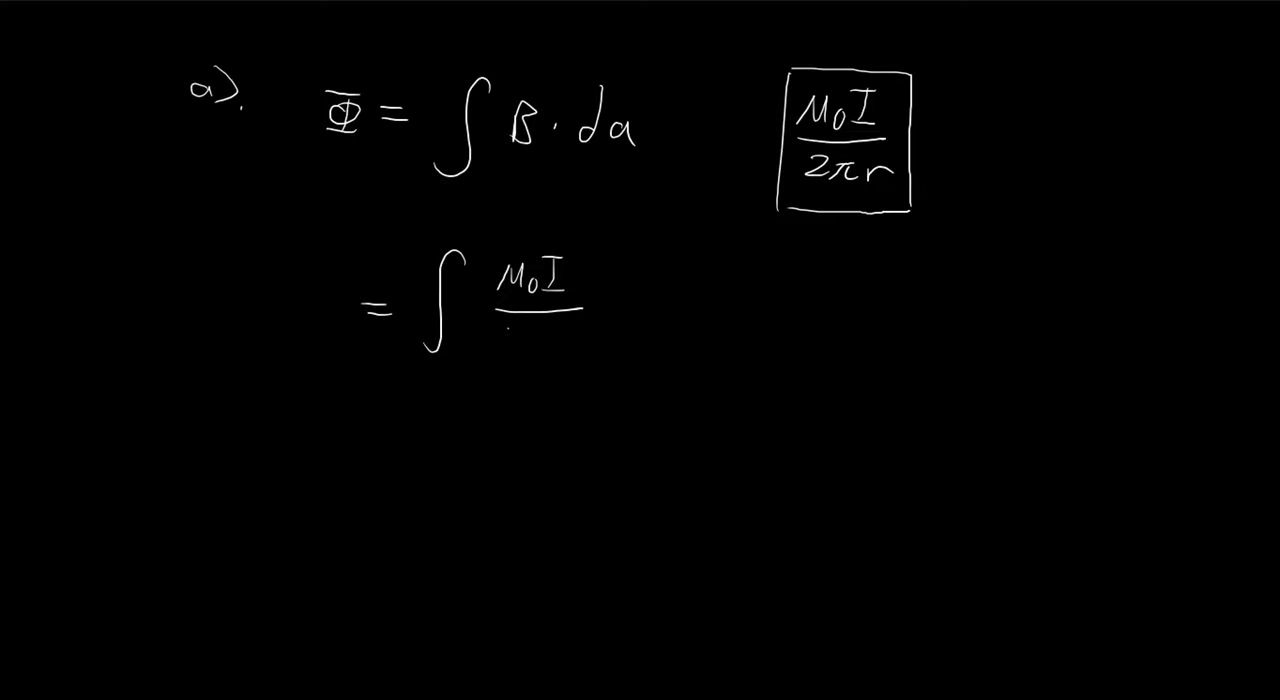 a). Φ = ∫ B · da
μ₀I
2πr
= ∫ μ₀I